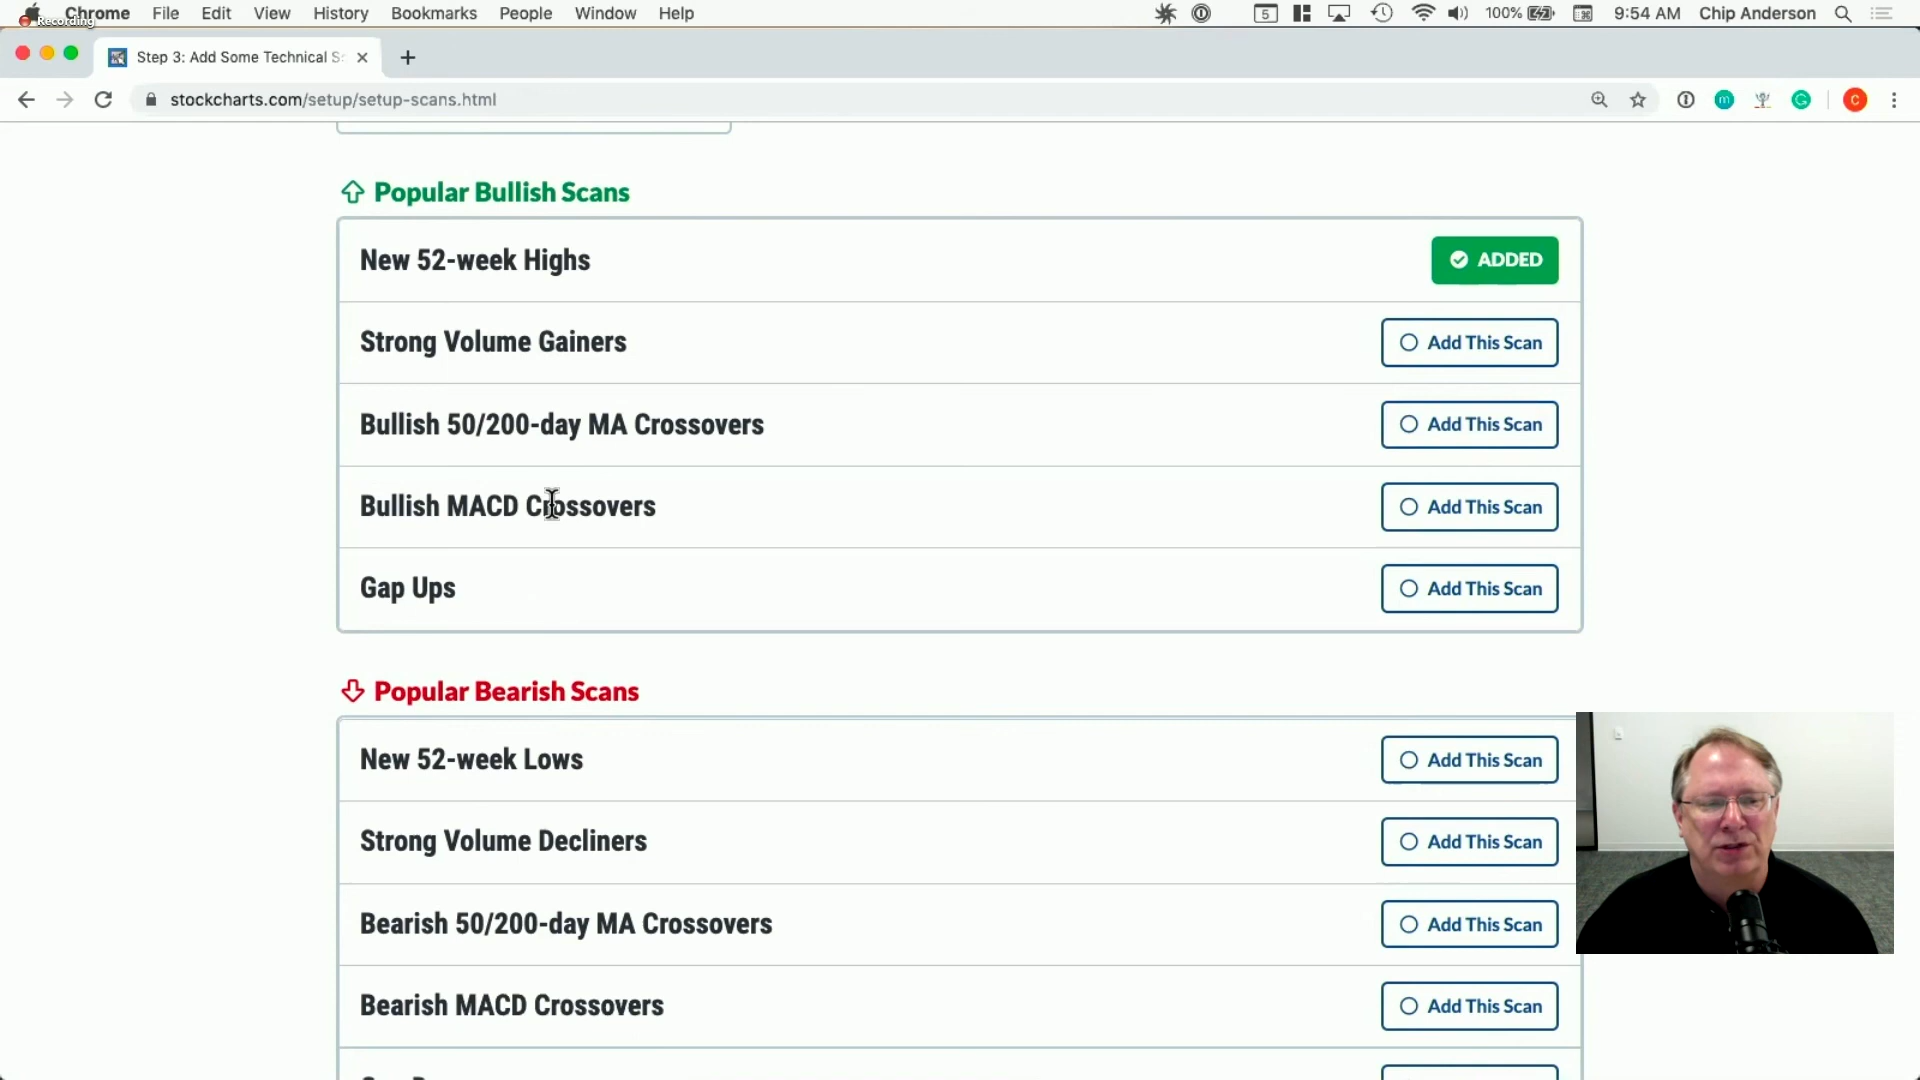 Chrome File Edit View History Bookmarks People Window Help 5 100% 9:54 AM Chip Anderson
Recording
Step 3: Add Some Technical Sc
stockcharts.com/setup/setup-scans.html
m
G
C
Popular Bullish Scans
New 52-week Highs
ADDED
Strong Volume Gainers
Add This Scan
Bullish 50/200-day MA Crossovers
Add This Scan
Bullish MACD Crossovers
Add This Scan
Gap Ups
Add This Scan
Popular Bearish Scans
New 52-week Lows
Add This Scan
Strong Volume Decliners
Add This Scan
Bearish 50/200-day MA Crossovers
Add This Scan
Bearish MACD Crossovers
Add This Scan